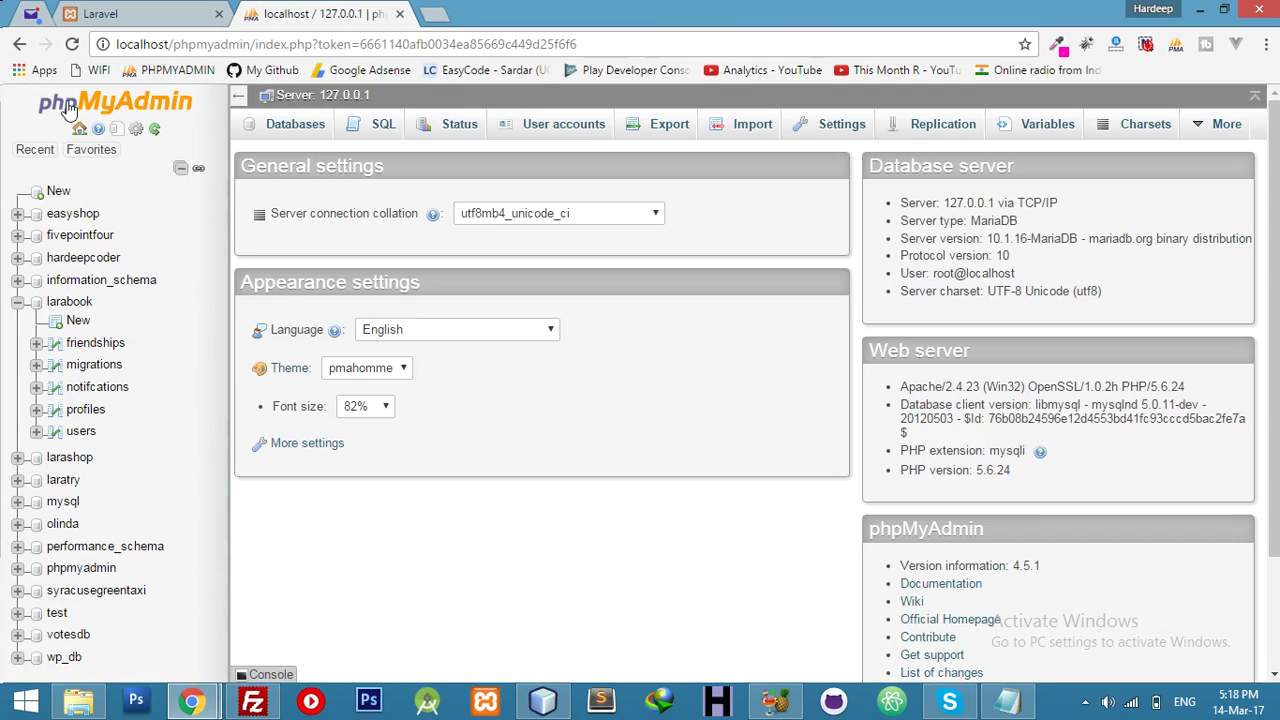 Laravel
localhost / 127.0.0.1 | ph
Hardeep
localhost/phpmyadmin/index.php?token=6661140afb0034ea85669c449d25f6f6
Apps
WIFI
PHPMYADMIN
My Github
Google Adsense
LC EasyCode - Sardar (U
Play Developer Cons
Analytics - YouTube
This Month R - YouTu
Online radio from Ind
phpMyAdmin
Server: 127.0.0.1
Databases
SQL
Status
User accounts
Export
Import
Settings
Replication
Variables
Charsets
More
Recent
Favorites
New
easyshop
fivepointfour
hardeepcoder
information_schema
larabook
New
friendships
migrations
notifcations
profiles
users
larashop
laratry
mysql
olinda
performance_schema
phpmyadmin
syracusegreentaxi
test
votesdb
wp_db
General settings
Server connection collation
utf8mb4_unicode_ci
Appearance settings
Language
:
English
Theme:
pmahomme
Font size:
82%
More settings
Console
Database server
Server: 127.0.0.1 via TCP/IP
Server type: MariaDB
Server version: 10.1.16-MariaDB - mariadb.org binary distribution
Protocol version: 10
User: root@localhost
Server charset: UTF-8 Unicode (utf8)
Web server
Apache/2.4.23 (Win32) OpenSSL/1.0.2h PHP/5.6.24
Database client version: libmysql - mysqlnd 5.0.11-dev -
20120503 - $Id: 76b08b24596e12d4553bd41fc93cccd5bac2fe7a
$
PHP extension: mysqli
PHP version: 5.6.24
phpMyAdmin
Version information: 4.5.1
Documentation
Wiki
Official Homepage
Contribute
Get support
List of changes
Activate Windows
Go to PC settings to activate Windows.
Ps
Fz
Ps
S
H
S
ENG
5:18 PM
14-Mar-17